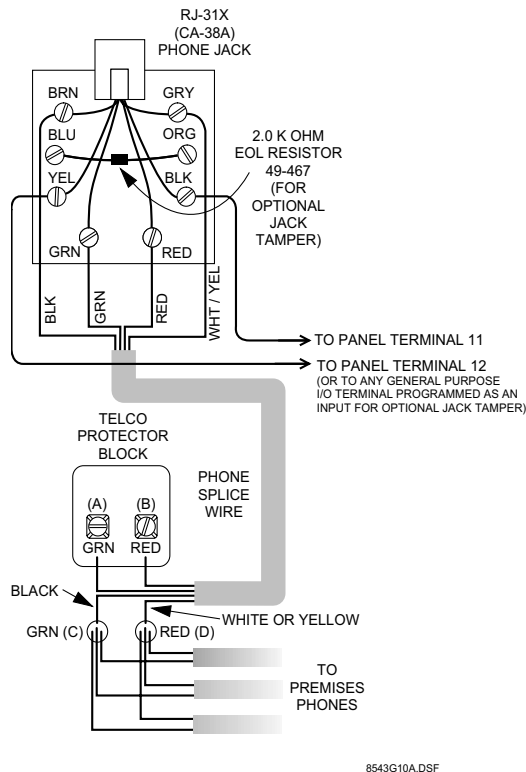 RJ-31X
(CA-38A)
PHONE JACK
BRN
GRY
BLU
ORG
YEL
BLK
GRN
RED
2.0 K OHM
EOL RESISTOR
49-467
(FOR
OPTIONAL
JACK
TAMPER)
BLK
GRN
RED
WHT / YEL
TO PANEL TERMINAL 11
TO PANEL TERMINAL 12
(OR TO ANY GENERAL PURPOSE
I/O TERMINAL PROGRAMMED AS AN
INPUT FOR OPTIONAL JACK TAMPER)
TELCO
PROTECTOR
BLOCK
(A)
(B)
GRN
RED
PHONE
SPLICE
WIRE
BLACK
WHITE OR YELLOW
GRN (C)
RED (D)
TO
PREMISES
PHONES
8543G10A.DSF